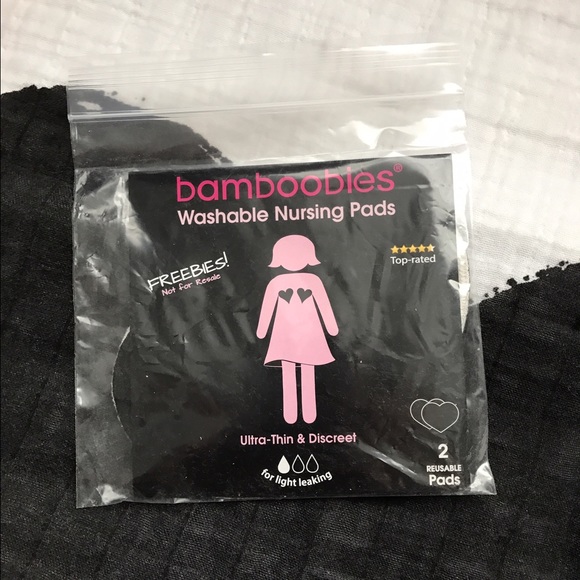 bamboobies®
Washable Nursing Pads
FREEBIES!
Not for Resale
Top-rated
Ultra-Thin & Discreet
for light leaking
2
REUSABLE
Pads